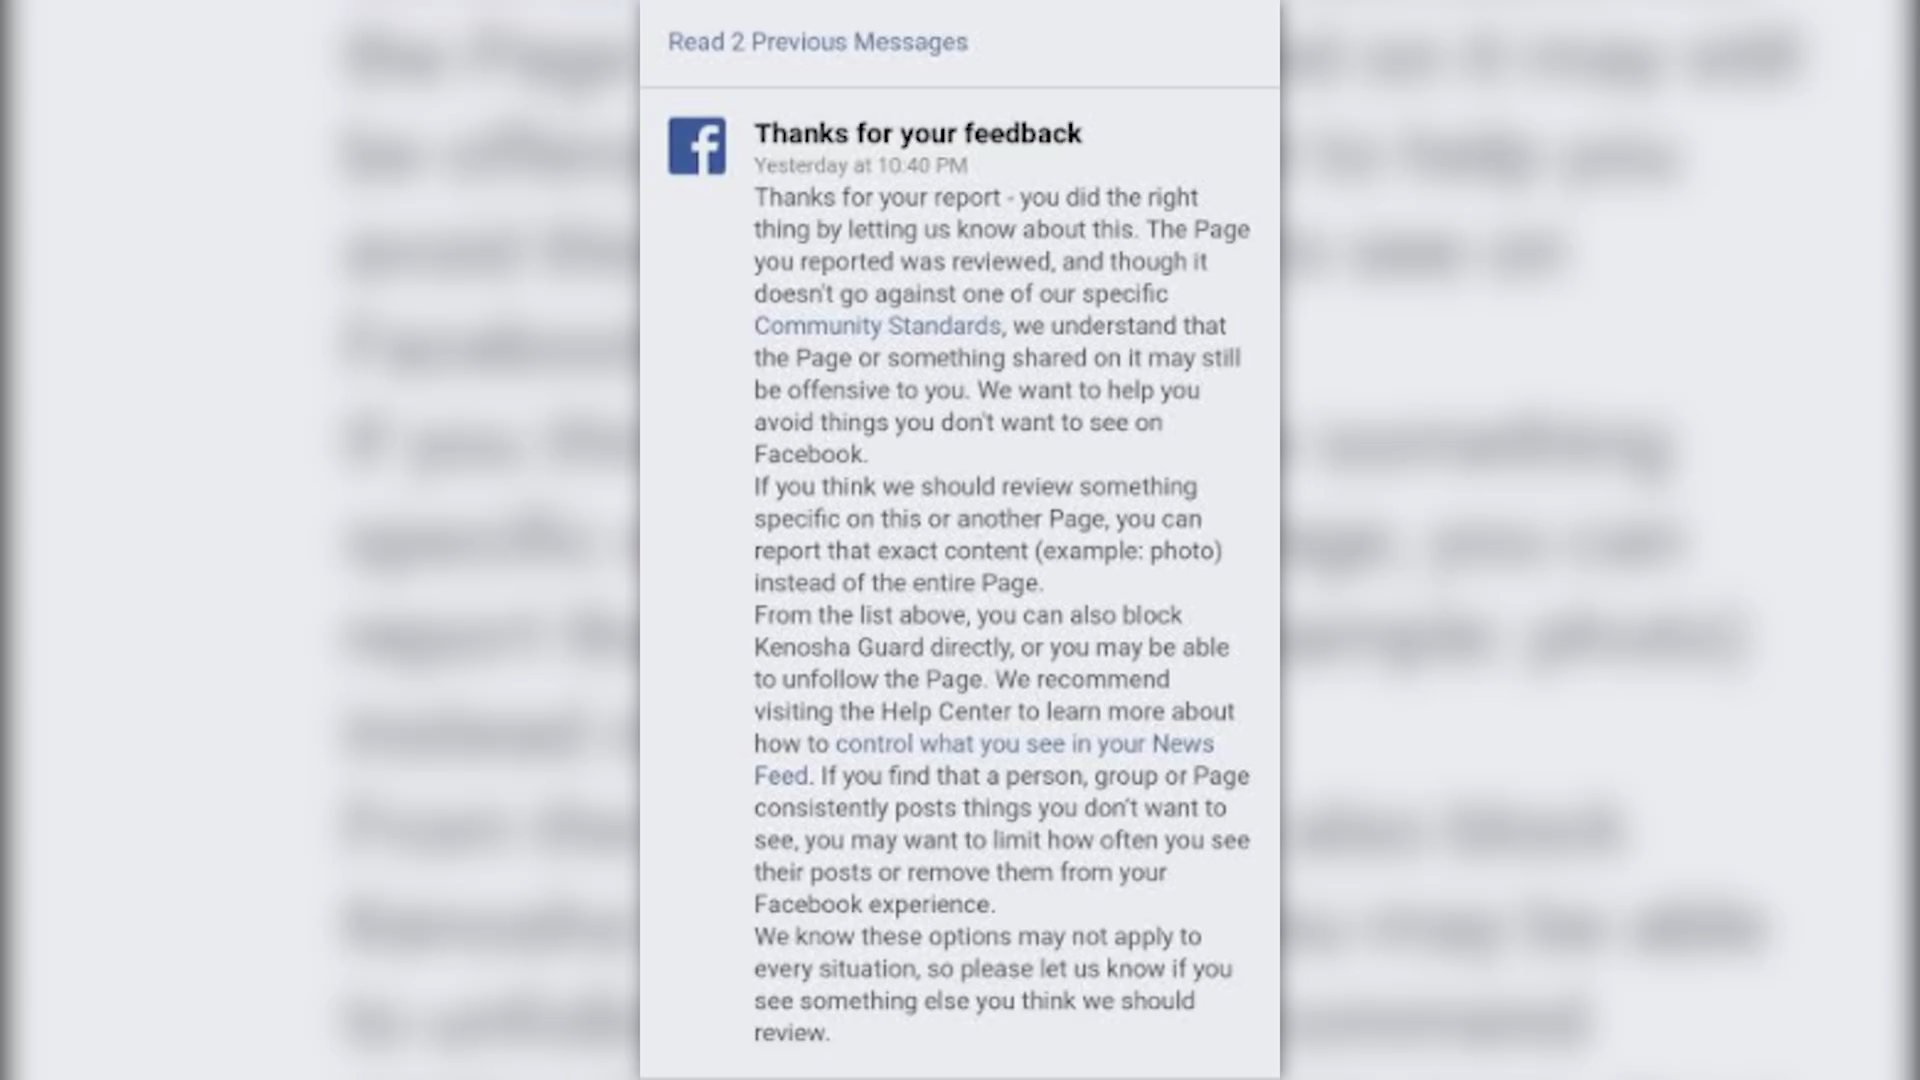 Read 2 Previous Messages
Thanks for your feedback
Yesterday at 10:40 PM
Thanks for your report - you did the right
thing by letting us know about this. The Page
you reported was reviewed, and though it
doesn't go against one of our specific
Community Standards, we understand that
the Page or something shared on it may still
be offensive to you. We want to help you
avoid things you don't want to see on
Facebook.
If you think we should review something
specific on this or another Page, you can
report that exact content (example: photo)
instead of the entire Page.
From the list above, you can also block
Kenosha Guard directly, or you may be able
to unfollow the Page. We recommend
visiting the Help Center to learn more about
how to control what you see in your News
Feed. If you find that a person, group or Page
consistently posts things you don't want to
see, you may want to limit how often you see
their posts or remove them from your
Facebook experience.
We know these options may not apply to
every situation, so please let us know if you
see something else you think we should
review.